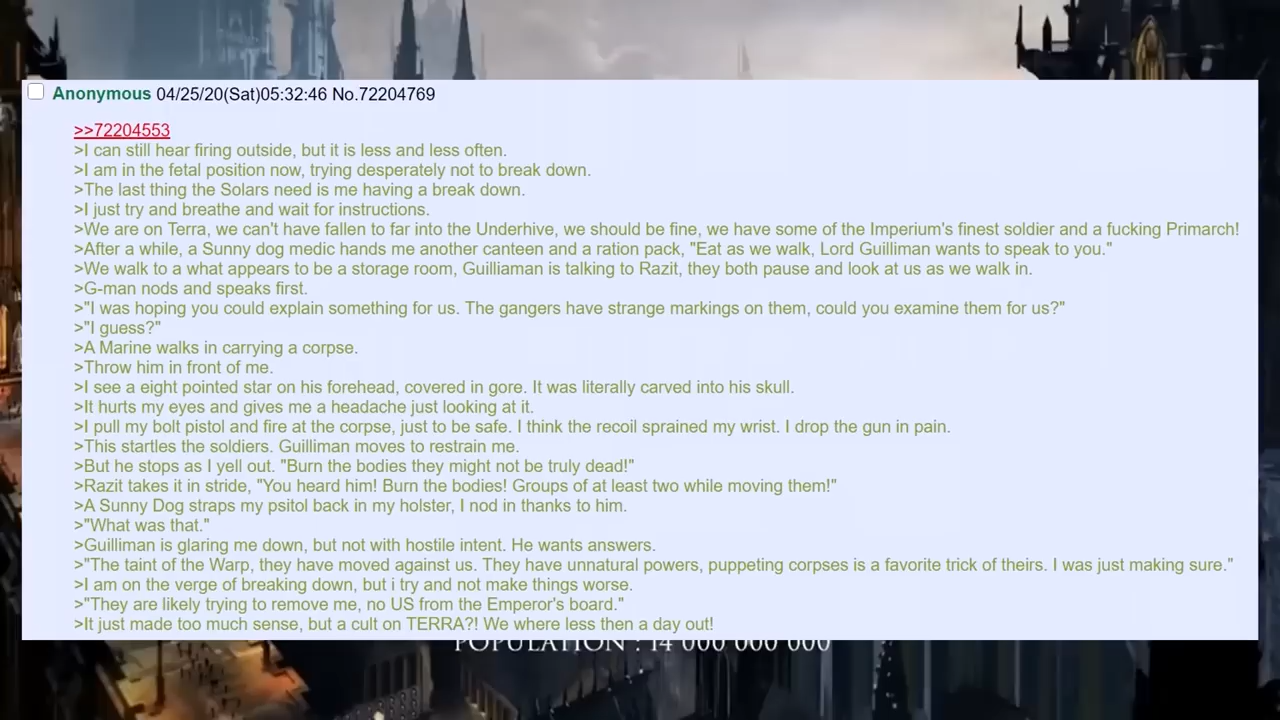 Anonymous 04/25/20(Sat)05:32:46 No.72204769
>>72204553
>I can still hear firing outside, but it is less and less often.
>I am in the fetal position now, trying desperately not to break down.
>The last thing the Solars need is me having a break down.
>I just try and breathe and wait for instructions.
>We are on Terra, we can't have fallen to far into the Underhive, we should be fine, we have some of the Imperium's finest soldier and a fucking Primarch!
>After a while, a Sunny dog medic hands me another canteen and a ration pack, "Eat as we walk, Lord Guilliman wants to speak to you."
>We walk to a what appears to be a storage room, Guilliaman is talking to Razit, they both pause and look at us as we walk in.
>G-man nods and speaks first.
>"I was hoping you could explain something for us. The gangers have strange markings on them, could you examine them for us?"
>"I guess?"
>A Marine walks in carrying a corpse.
>Throw him in front of me.
>I see a eight pointed star on his forehead, covered in gore. It was literally carved into his skull.
>It hurts my eyes and gives me a headache just looking at it.
>I pull my bolt pistol and fire at the corpse, just to be safe. I think the recoil sprained my wrist. I drop the gun in pain.
>This startles the soldiers. Guilliman moves to restrain me.
>But he stops as I yell out. "Burn the bodies they might not be truly dead!"
>Razit takes it in stride, "You heard him! Burn the bodies! Groups of at least two while moving them!"
>A Sunny Dog straps my psitol back in my holster, I nod in thanks to him.
>"What was that."
>Guilliman is glaring me down, but not with hostile intent. He wants answers.
>"The taint of the Warp, they have moved against us. They have unnatural powers, puppeting corpses is a favorite trick of theirs. I was just making sure."
>I am on the verge of breaking down, but i try and not make things worse.
>"They are likely trying to remove me, no US from the Emperor's board."
>It just made too much sense, but a cult on TERRA?! We where less then a day out!
POPULATION : 14 000 000 000